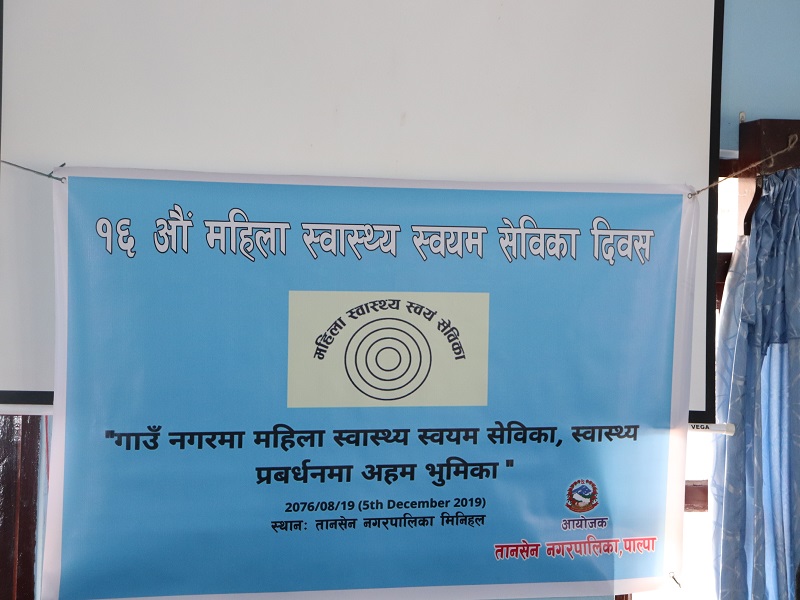 १६ औं महिला स्वास्थ्य स्वयम सेविका दिवस
महिला स्वास्थ्य स्वयं सेविका
"गाउँ नगरमा महिला स्वास्थ्य स्वयम सेविका, स्वास्थ्य
प्रबर्धनमा अहम भुमिका "
2076/08/19 (5th December 2019)
स्थानः तानसेन नगरपालिका मिनिहल
आयोजक
तानसेन नगरपालिका,पाल्पा
VEGA